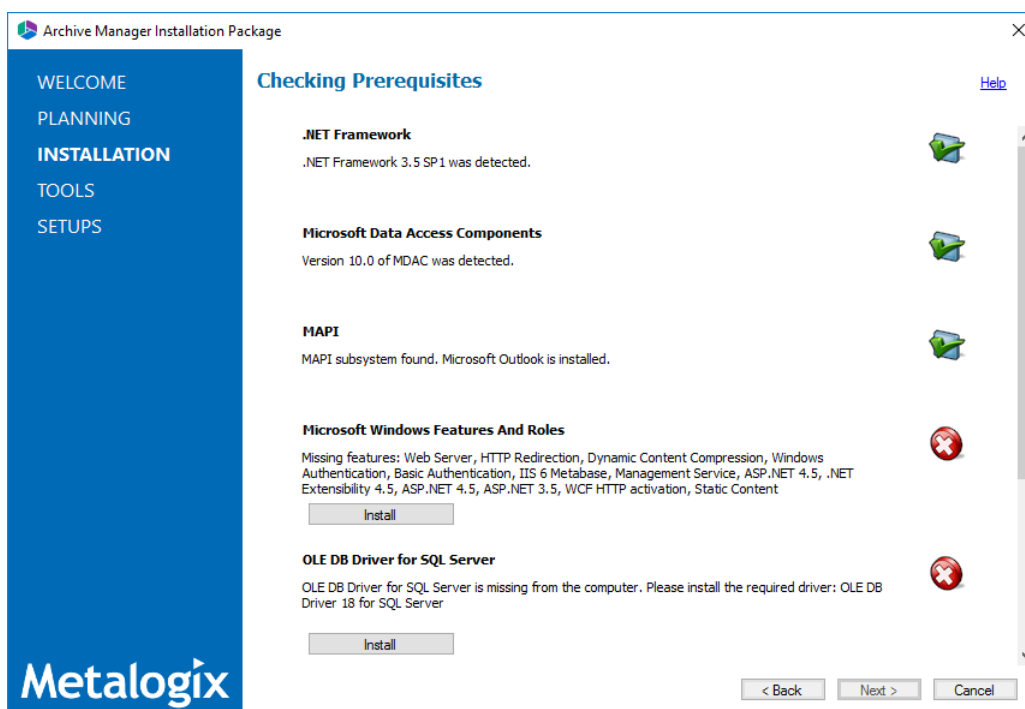 Archive Manager Installation Package
WELCOME
PLANNING
INSTALLATION
TOOLS
SETUPS
Metalogix
Checking Prerequisites
Help
.NET Framework
.NET Framework 3.5 SP1 was detected.
Microsoft Data Access Components
Version 10.0 of MDAC was detected.
MAPI
MAPI subsystem found. Microsoft Outlook is installed.
Microsoft Windows Features And Roles
Missing features: Web Server, HTTP Redirection, Dynamic Content Compression, Windows
Authentication, Basic Authentication, IIS 6 Metabase, Management Service, ASP.NET 4.5, .NET
Extensibility 4.5, ASP.NET 4.5, ASP.NET 3.5, WCF HTTP activation, Static Content
Install
OLE DB Driver for SQL Server
OLE DB Driver for SQL Server is missing from the computer. Please install the required driver: OLE DB
Driver 18 for SQL Server
Install
< Back
Next >
Cancel